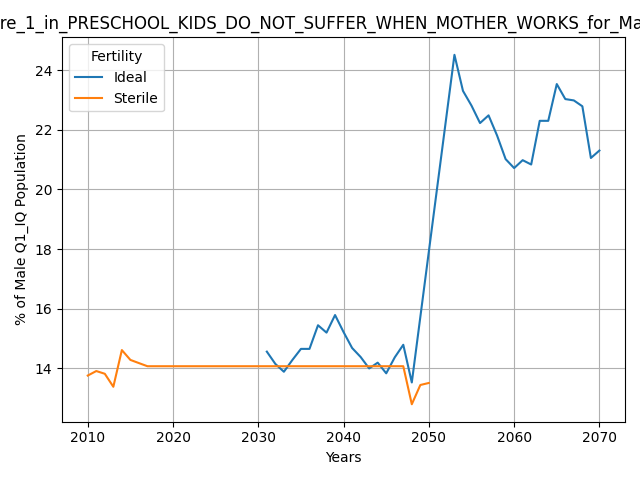 re_1_in_PRESCHOOL_KIDS_DO_NOT_SUFFER_WHEN_MOTHER_WORKS_for_Ma
Fertility
Ideal
Sterile
% of Male Q1_IQ Population
24
22
20
18
16
14
2010 2020 2030 2040 2050 2060 2070
Years